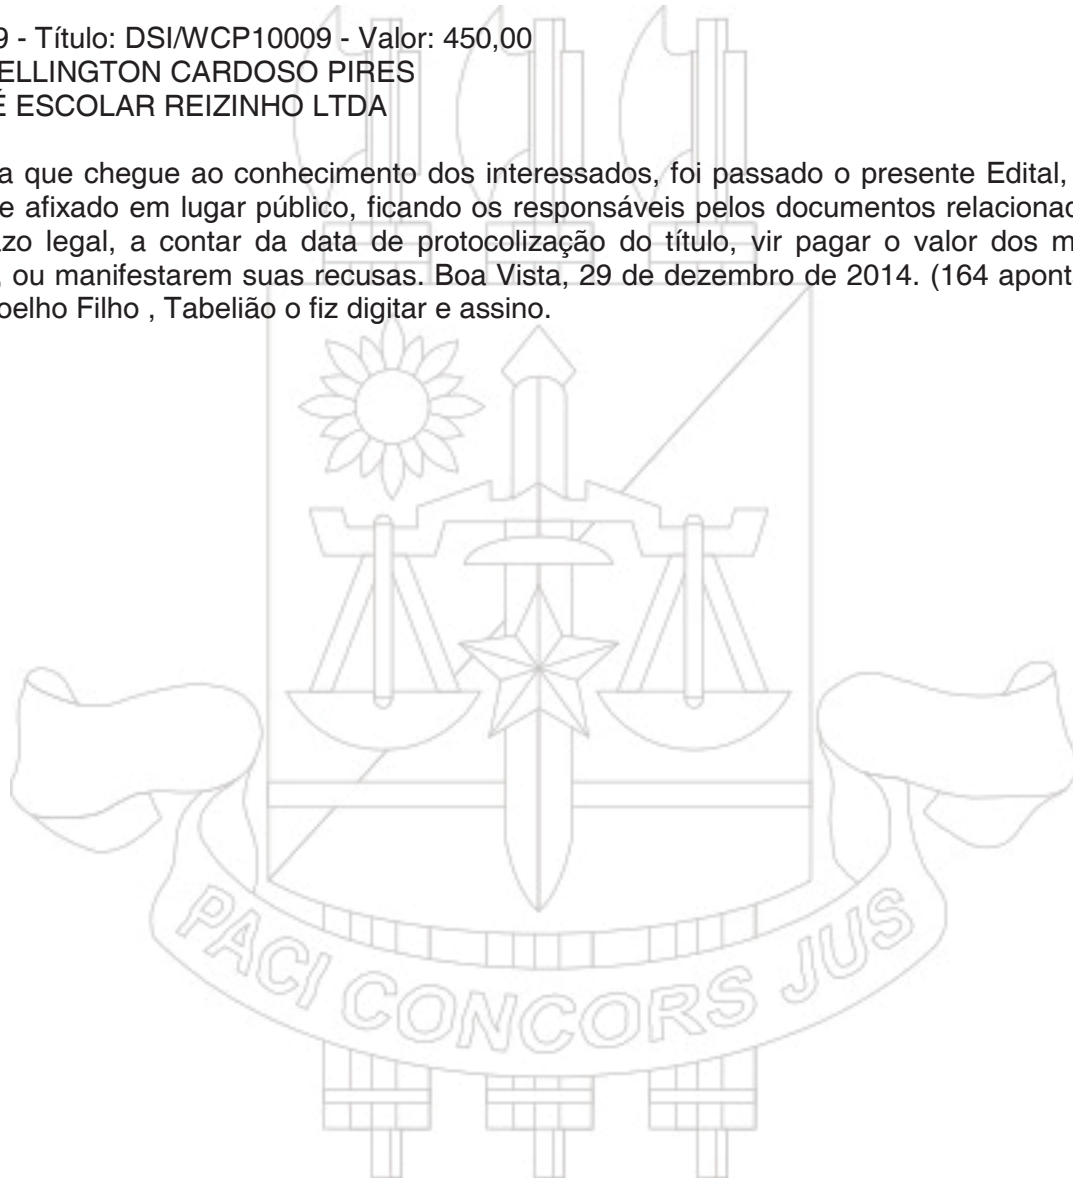 9 - Título: DSI/WCP10009 - Valor: 450,00
ELLINGTON CARDOSO PIRES
É ESCOLAR REIZINHO LTDA
a que chegue ao conhecimento dos interessados, foi passado o presente Edital,
e afixado em lugar público, ficando os responsáveis pelos documentos relacionad
azo legal, a contar da data de protocolização do título, vir pagar o valor dos m
, ou manifestarem suas recusas. Boa Vista, 29 de dezembro de 2014. (164 apont
oelho Filho , Tabelião o fiz digitar e assino.
PACI CONCORS JUS